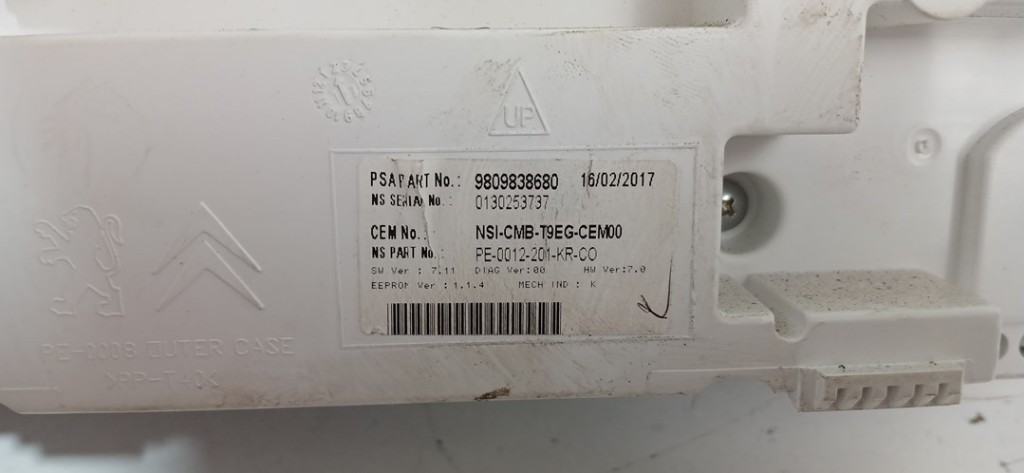 UP
PSA PART No.: 9809838680 16/02/2017
NS SERIAL No.: 0130253737
CEM No.: NSI-CMB-T9EG-CEM00
NS PART No.: PE-0012-201-KR-CO
SW Ver : 7.11 DIAG Ver:00 HW Ver:7.0
EEPROM Ver : 1.1.4 MECH IND : K
PE-0008 OUTER CASE